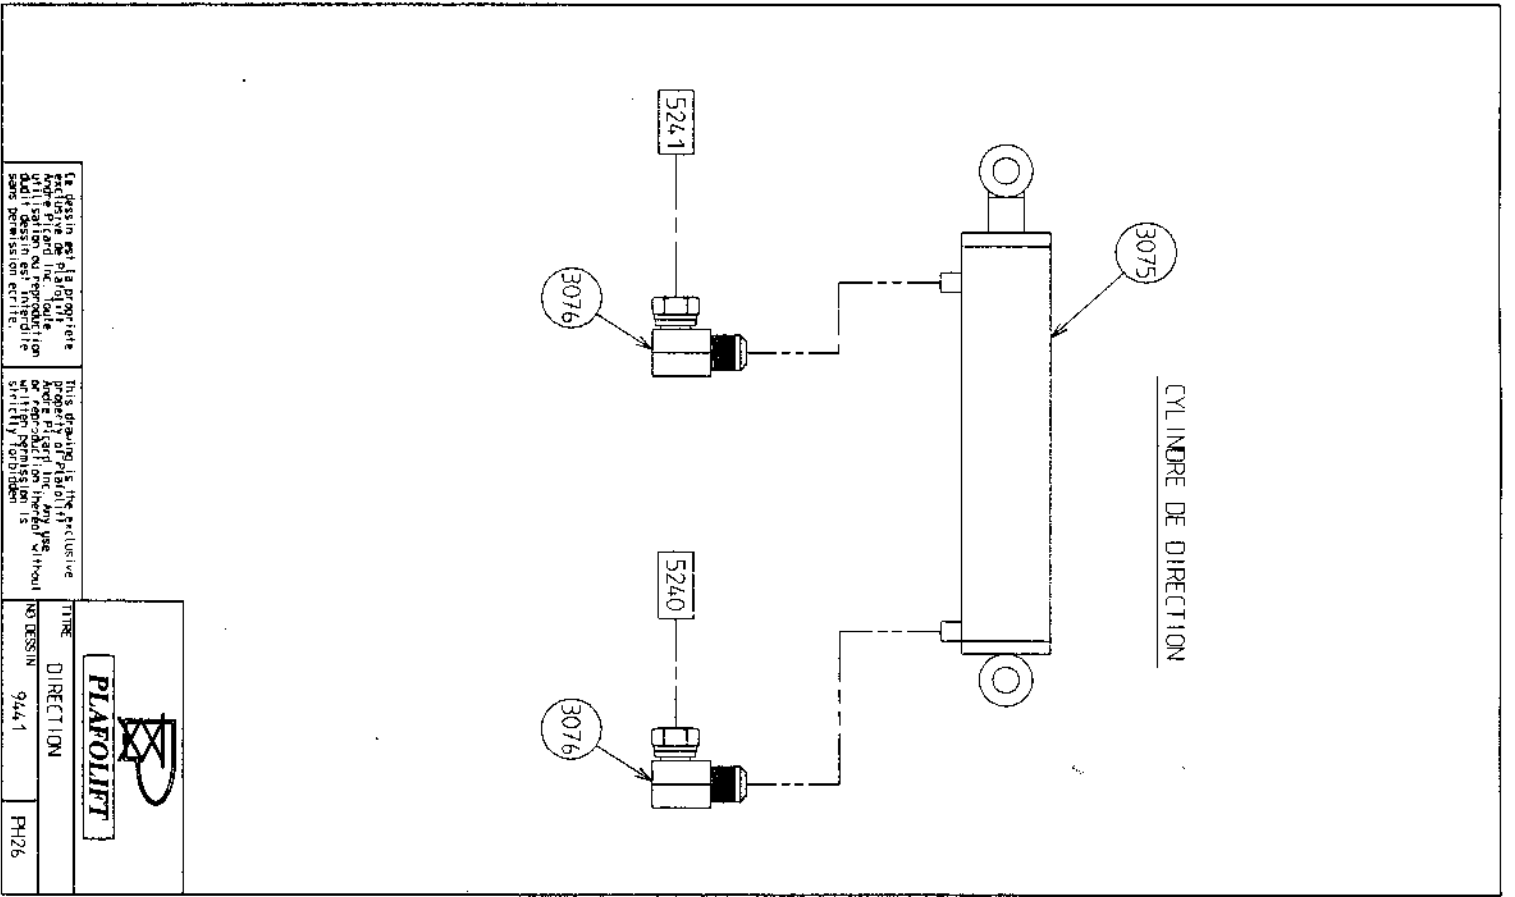 CYLINDRE DE DIRECTION
3075
5241
3076
5240
3076
Ce dessin est la propriete
exclusive de Plafolift
Andre Picard Inc. Toute
utilisation ou reproduction
dudit dessin est interdite
sans permission ecrite.
This drawing is the exclusive
property of Plafolift
Andre Picard Inc. Any use
or reproduction thereof without
written permission is
strictly forbidden
PLAFOLIFT
TITRE
DIRECTION
NO DESSIN
9441
PH26